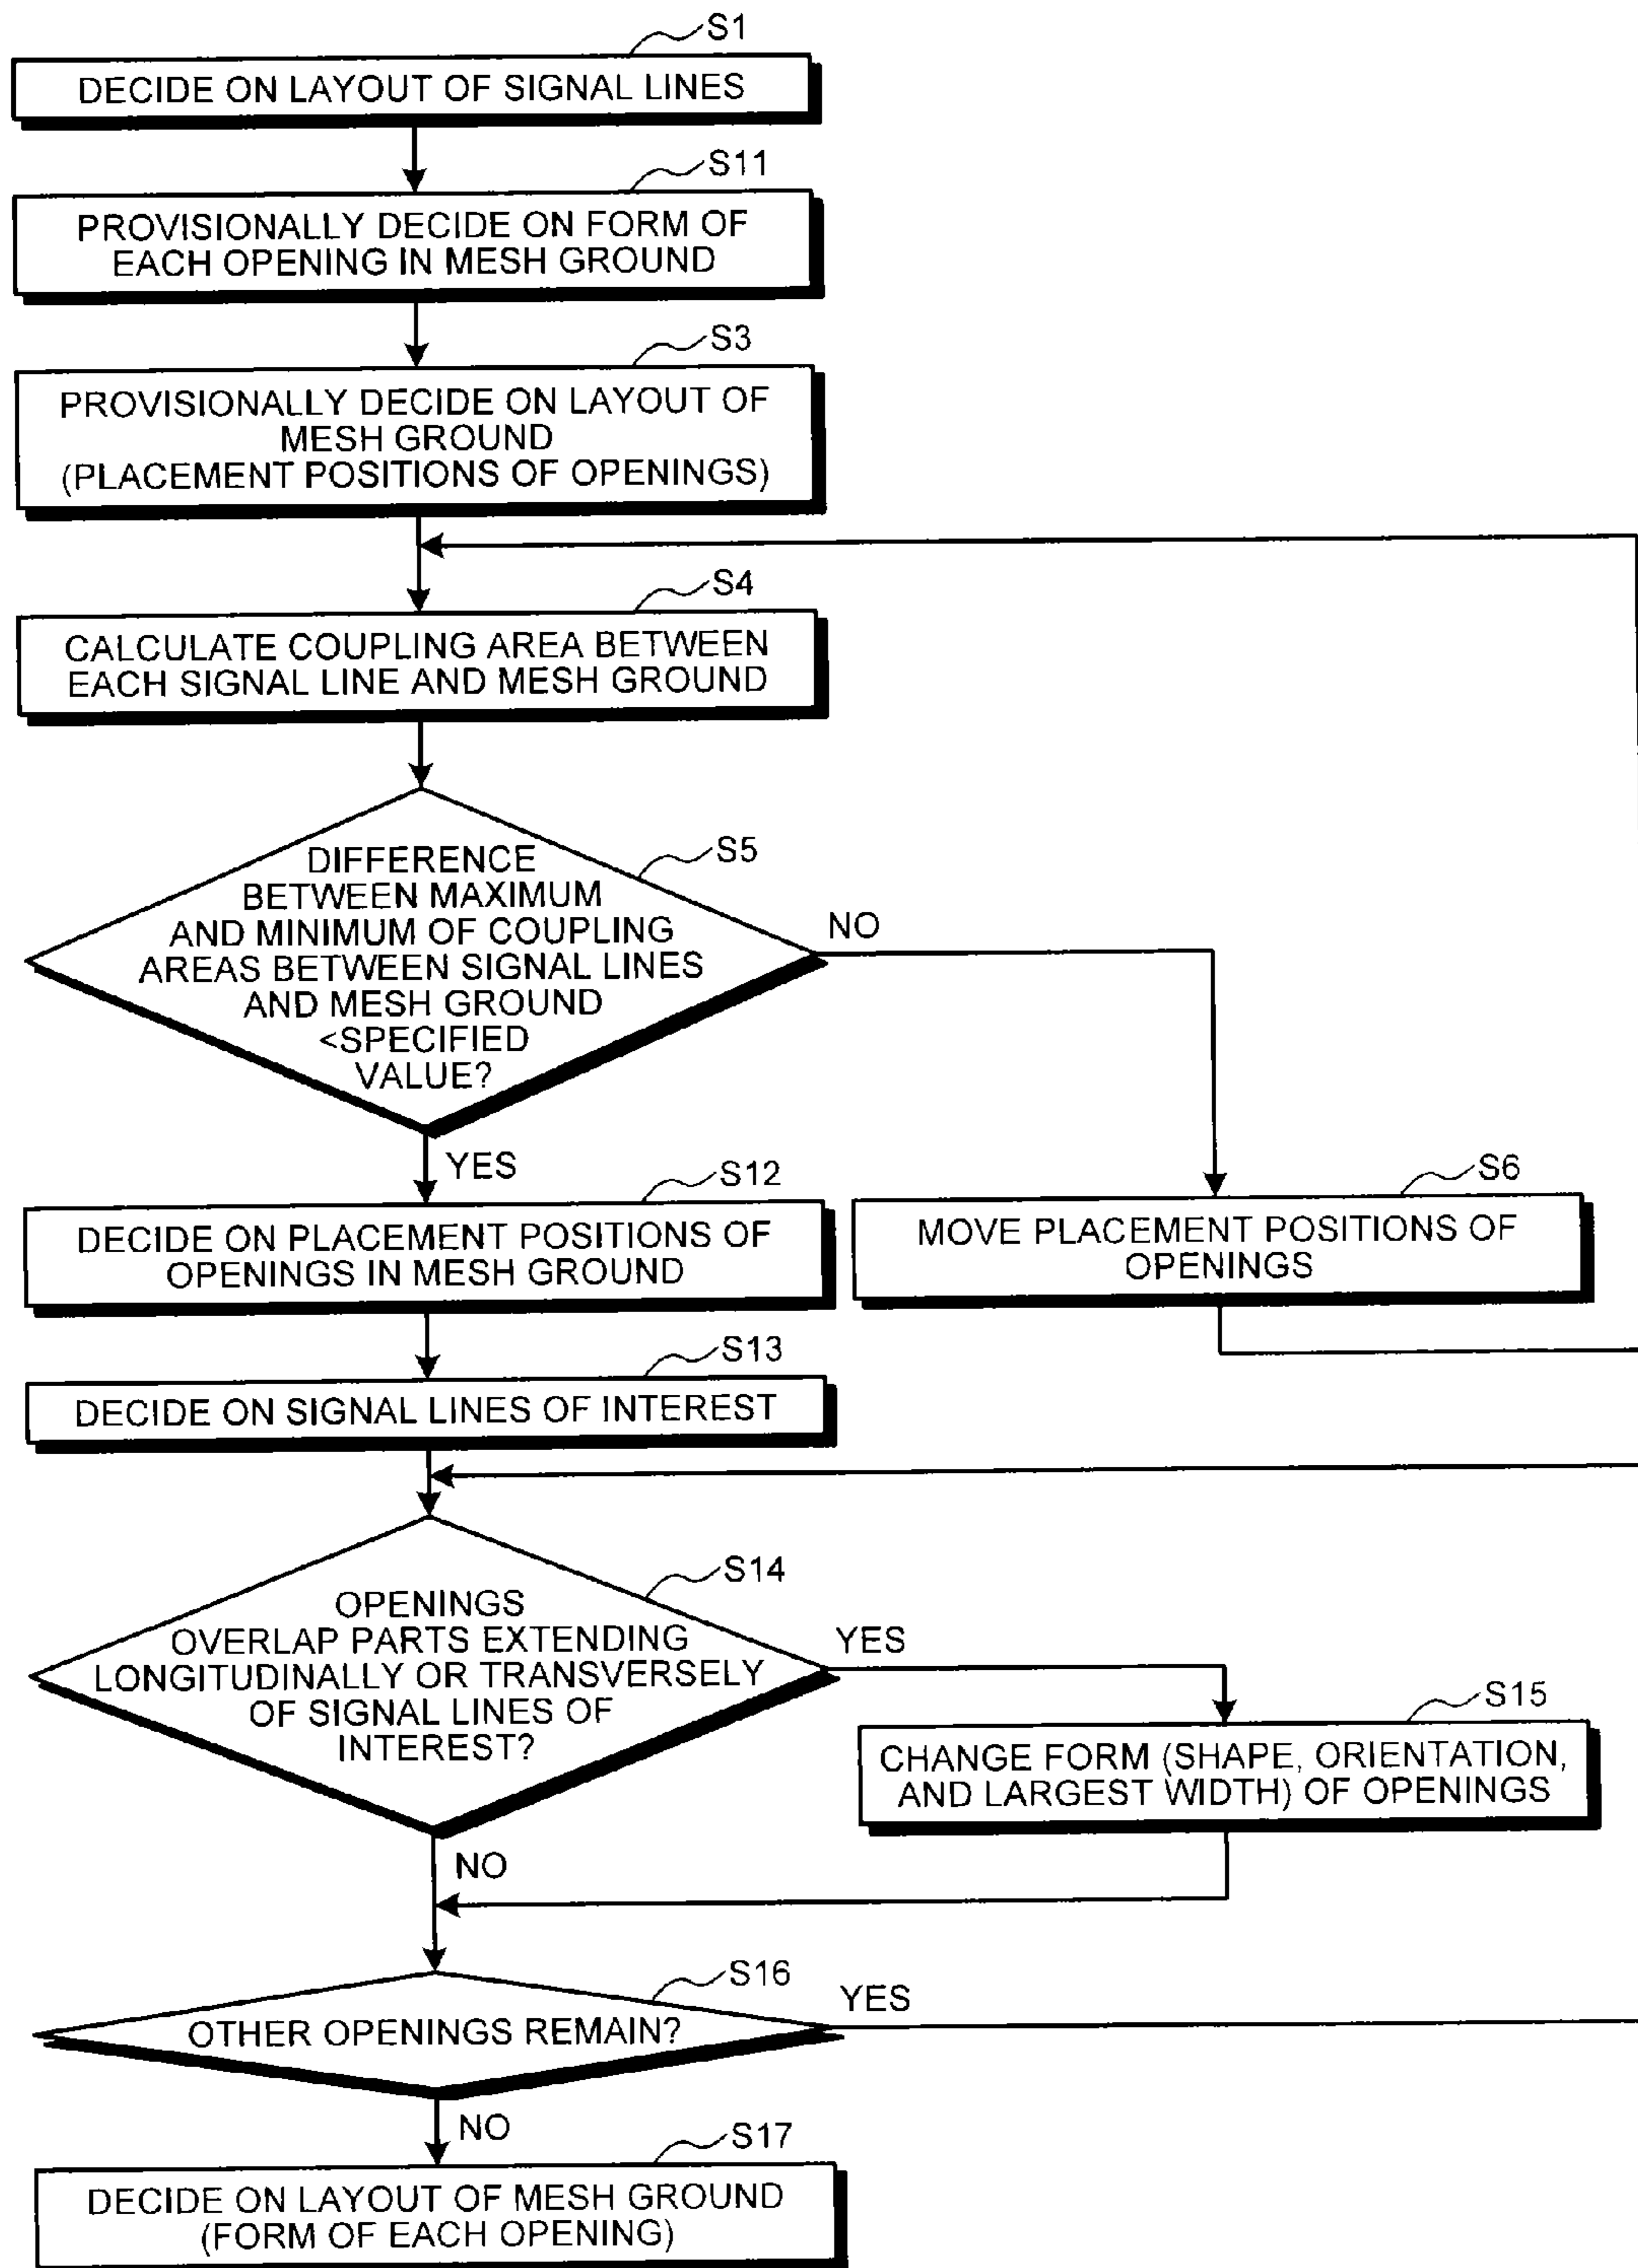 S1
DECIDE ON LAYOUT OF SIGNAL LINES
S11
PROVISIONALLY DECIDE ON FORM OF
EACH OPENING IN MESH GROUND
S3
PROVISIONALLY DECIDE ON LAYOUT OF
MESH GROUND
(PLACEMENT POSITIONS OF OPENINGS)
S4
CALCULATE COUPLING AREA BETWEEN
EACH SIGNAL LINE AND MESH GROUND
S5
DIFFERENCE
BETWEEN MAXIMUM
AND MINIMUM OF COUPLING
AREAS BETWEEN SIGNAL LINES
AND MESH GROUND
<SPECIFIED
VALUE?
NO
YES
S12
DECIDE ON PLACEMENT POSITIONS OF
OPENINGS IN MESH GROUND
S6
MOVE PLACEMENT POSITIONS OF
OPENINGS
S13
DECIDE ON SIGNAL LINES OF INTEREST
S14
OPENINGS
OVERLAP PARTS EXTENDING
LONGITUDINALLY OR TRANSVERSELY
OF SIGNAL LINES OF
INTEREST?
YES
S15
CHANGE FORM (SHAPE, ORIENTATION,
AND LARGEST WIDTH) OF OPENINGS
NO
S16
OTHER OPENINGS REMAIN?
YES
NO
S17
DECIDE ON LAYOUT OF MESH GROUND
(FORM OF EACH OPENING)